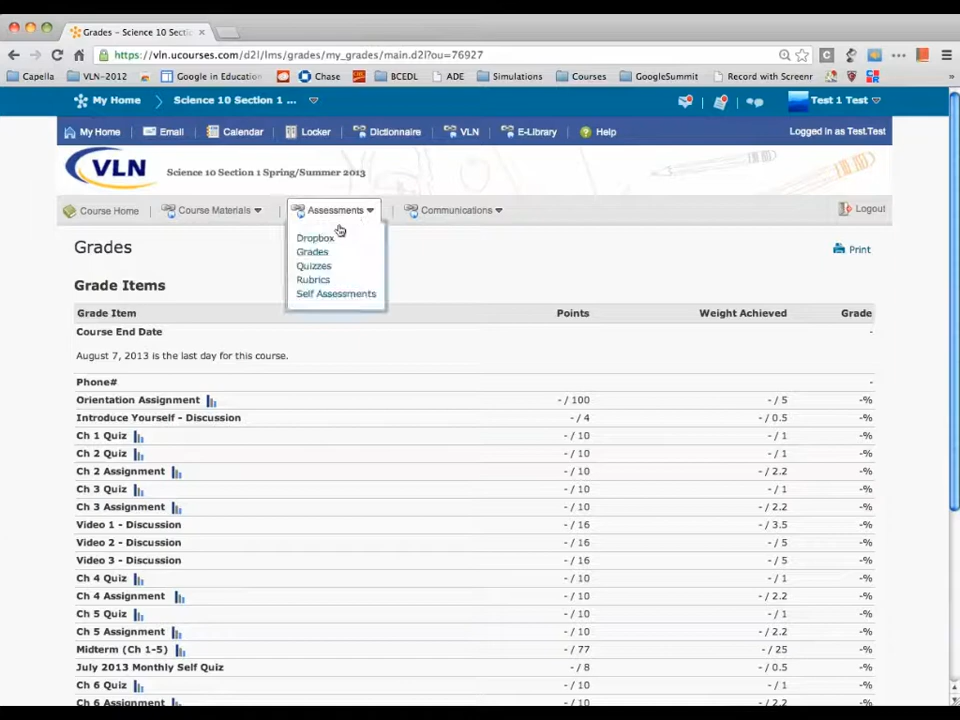 Grades - Science 10 Secti
https://vln.ucourses.com/d2l/lms/grades/my_grades/main.d2l?ou=76927
Capella VLN-2012 Google in Education Chase BCEDL ADE Simulations Courses GoogleSummit Record with Screenr
My Home Science 10 Section 1 ... Test 1 Test
My Home Email Calendar Locker Dictionnaire VLN E-Library Help Logged in as Test.Test
VLN Science 10 Section 1 Spring/Summer 2013
Course Home Course Materials Assessments Communications Logout
Dropbox
Grades
Quizzes
Rubrics
Self Assessments
Grades Print
Grade Items
Grade Item Points Weight Achieved Grade
Course End Date -
August 7, 2013 is the last day for this course.
Phone# -
Orientation Assignment - / 100 - / 5 -%
Introduce Yourself - Discussion - / 4 - / 0.5 -%
Ch 1 Quiz - / 10 - / 1 -%
Ch 2 Quiz - / 10 - / 1 -%
Ch 2 Assignment - / 10 - / 2.2 -%
Ch 3 Quiz - / 10 - / 1 -%
Ch 3 Assignment - / 10 - / 2.2 -%
Video 1 - Discussion - / 16 - / 3.5 -%
Video 2 - Discussion - / 16 - / 5 -%
Video 3 - Discussion - / 16 - / 5 -%
Ch 4 Quiz - / 10 - / 1 -%
Ch 4 Assignment - / 10 - / 2.2 -%
Ch 5 Quiz - / 10 - / 1 -%
Ch 5 Assignment - / 10 - / 2.2 -%
Midterm (Ch 1-5) - / 77 - / 25 -%
July 2013 Monthly Self Quiz - / 8 - / 0.5 -%
Ch 6 Quiz - / 10 - / 1 -%
Ch 6 Assignment - / 10 - / 2.2 -%